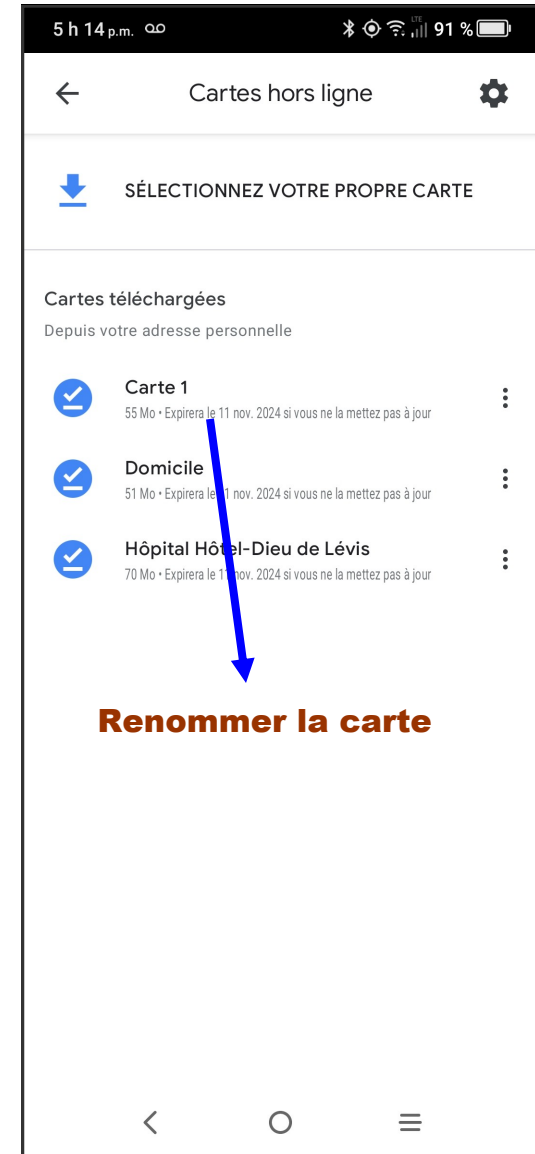 5 h 14 p.m. LTE 91 %
Cartes hors ligne
SÉLECTIONNEZ VOTRE PROPRE CARTE
Cartes téléchargées
Depuis votre adresse personnelle
Carte 1
55 Mo • Expirera le 11 nov. 2024 si vous ne la mettez pas à jour
Domicile
51 Mo • Expirera le 11 nov. 2024 si vous ne la mettez pas à jour
Hôpital Hôtel-Dieu de Lévis
70 Mo • Expirera le 11 nov. 2024 si vous ne la mettez pas à jour
Renommer la carte